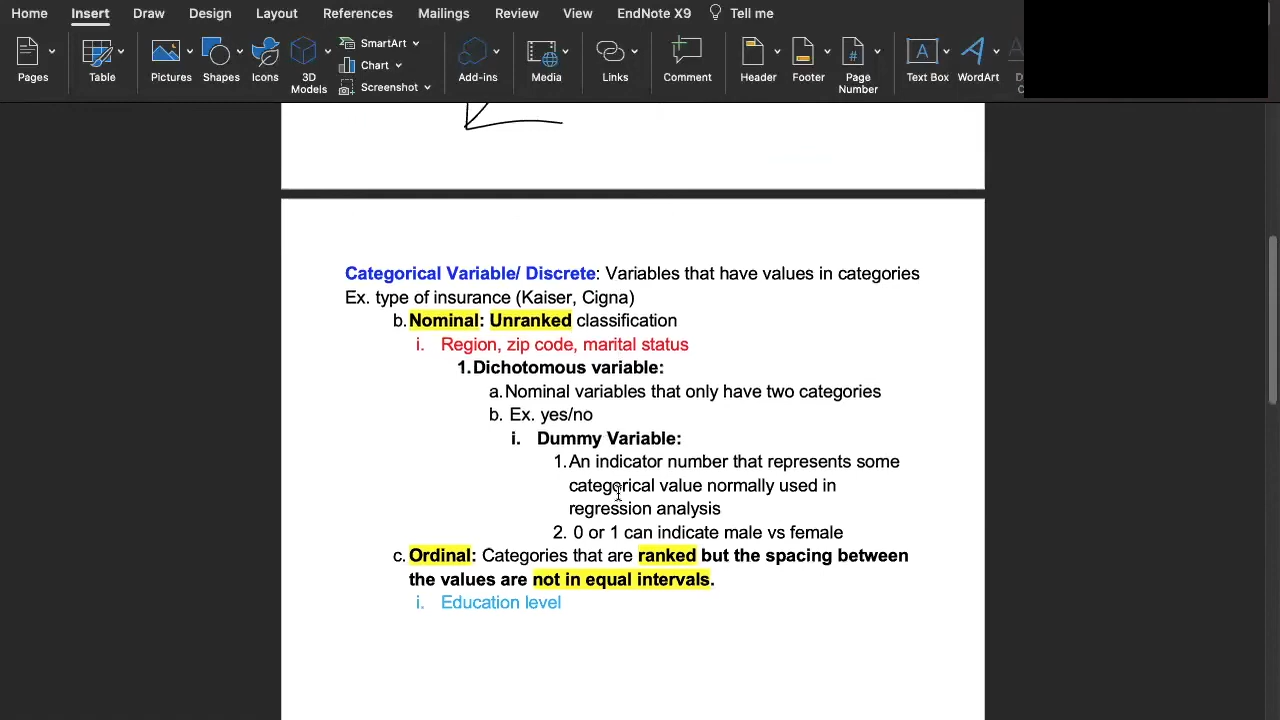 Home Insert Draw Design Layout References Mailings Review View EndNote X9 Tell me
Pages Table Pictures Shapes Icons 3D Models SmartArt Chart Screenshot Add-ins Media Links Comment Header Footer # Page Number A Text Box A WordArt
Categorical Variable/ Discrete: Variables that have values in categories
Ex. type of insurance (Kaiser, Cigna)
b. Nominal: Unranked classification
i. Region, zip code, marital status
1. Dichotomous variable:
a. Nominal variables that only have two categories
b. Ex. yes/no
i. Dummy Variable:
1. An indicator number that represents some
categorical value normally used in
regression analysis
2. 0 or 1 can indicate male vs female
c. Ordinal: Categories that are ranked but the spacing between
the values are not in equal intervals.
i. Education level